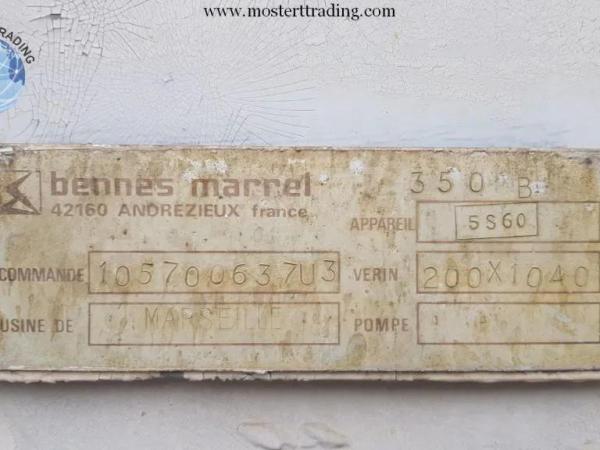 www.mosterttrading.com
TRADING
bennes marrel
42160 ANDREZIEUX france
350 B
APPAREIL 5S60
COMMANDE 105700637U3
VERIN 200X1040
USINE DE MARSEILLE
POMPE